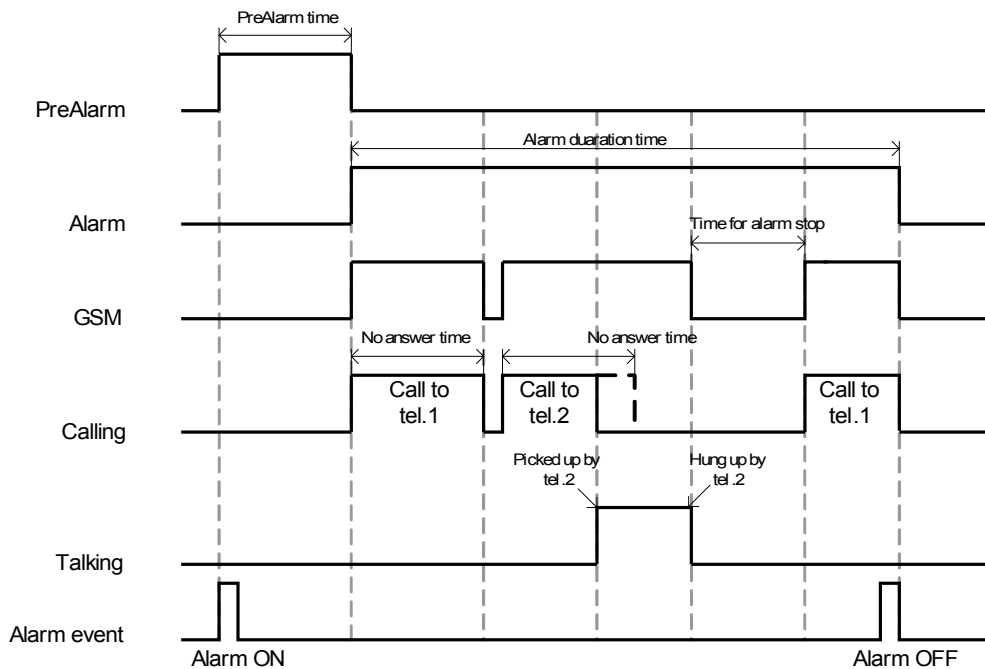 PreAlarm time
PreAlarm
Alarm duaration time
Alarm
Time for alarm stop
GSM
No answer time
No answer time
Call to
tel.1
Call to
tel.2
Call to
tel.1
Calling
Picked up by
tel.2
Hung up by
tel.2
Talking
Alarm event
Alarm ON
Alarm OFF